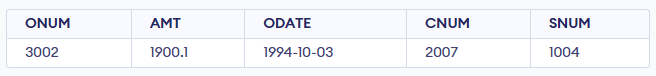 ONUM AMT ODATE CNUM SNUM
3002 1900.1 1994-10-03 2007 1004